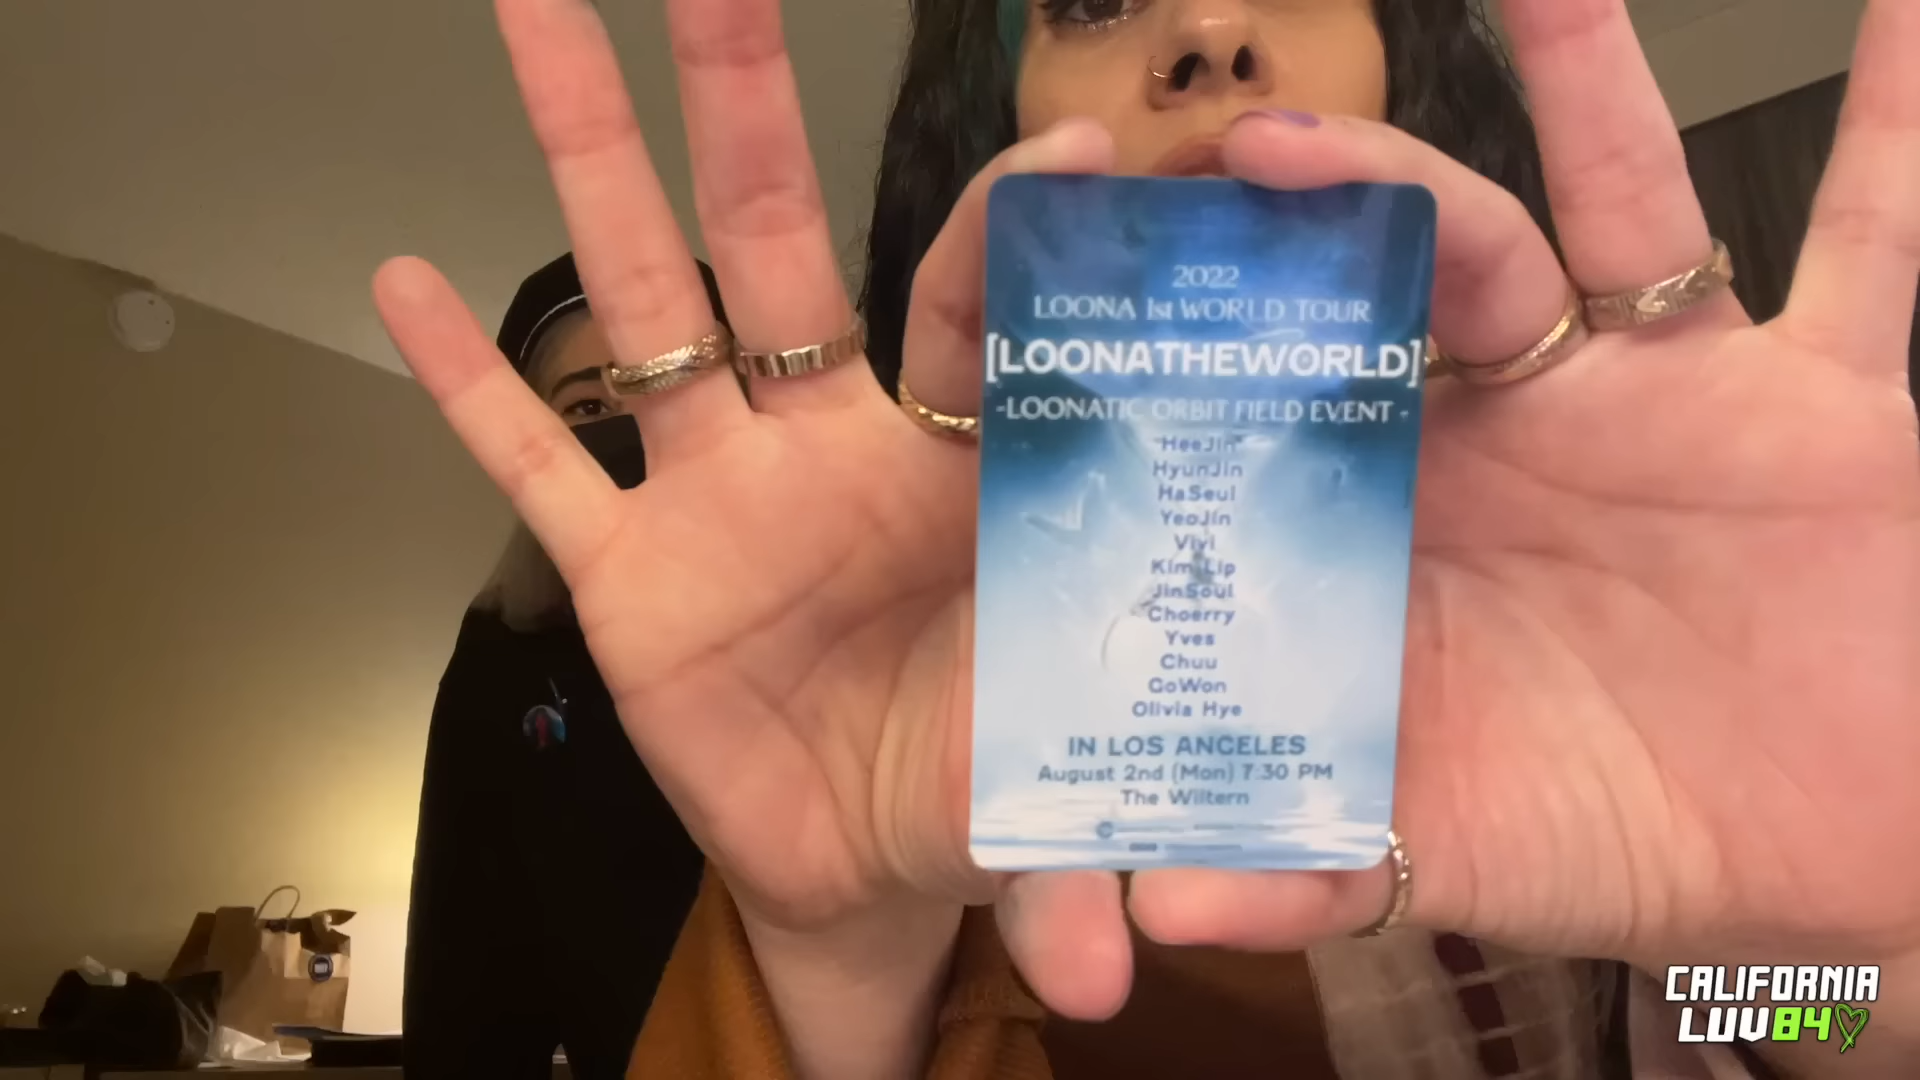 2022
LOONA 1st WORLD TOUR
[LOONATHEWORLD]
-LOONATIC ORBIT FIELD EVENT -
HeeJin
HyunJin
HaSeul
YeoJin
ViVi
Kim Lip
JinSoul
Choerry
Yves
Chuu
GoWon
Olivia Hye
IN LOS ANGELES
August 2nd (Mon) 7:30 PM
The Wiltern
CALIFORNIA
LUV84